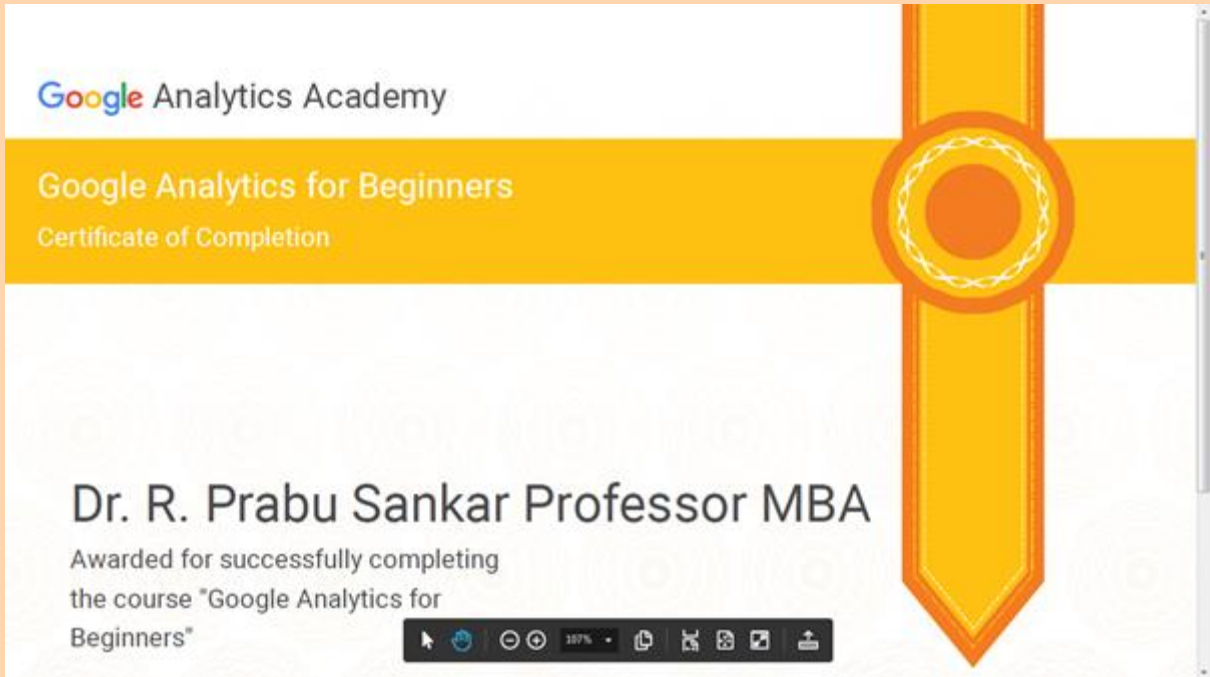 Google Analytics Academy
Google Analytics for Beginners
Certificate of Completion
Dr. R. Prabu Sankar Professor MBA
Awarded for successfully completing
the course "Google Analytics for
Beginners"
107%